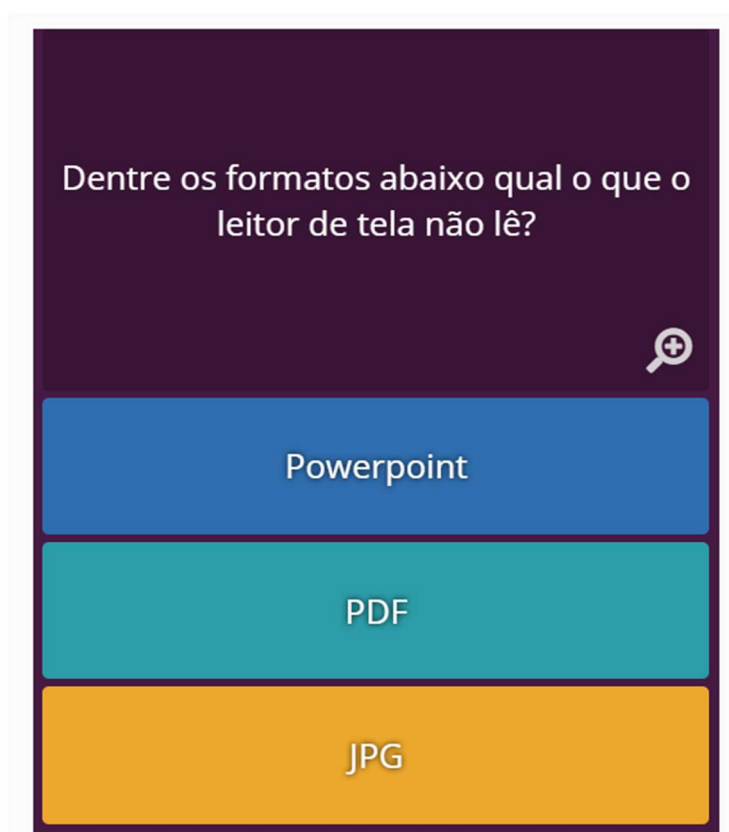 Dentre os formatos abaixo qual o que o
leitor de tela não lê?
Powerpoint
PDF
JPG